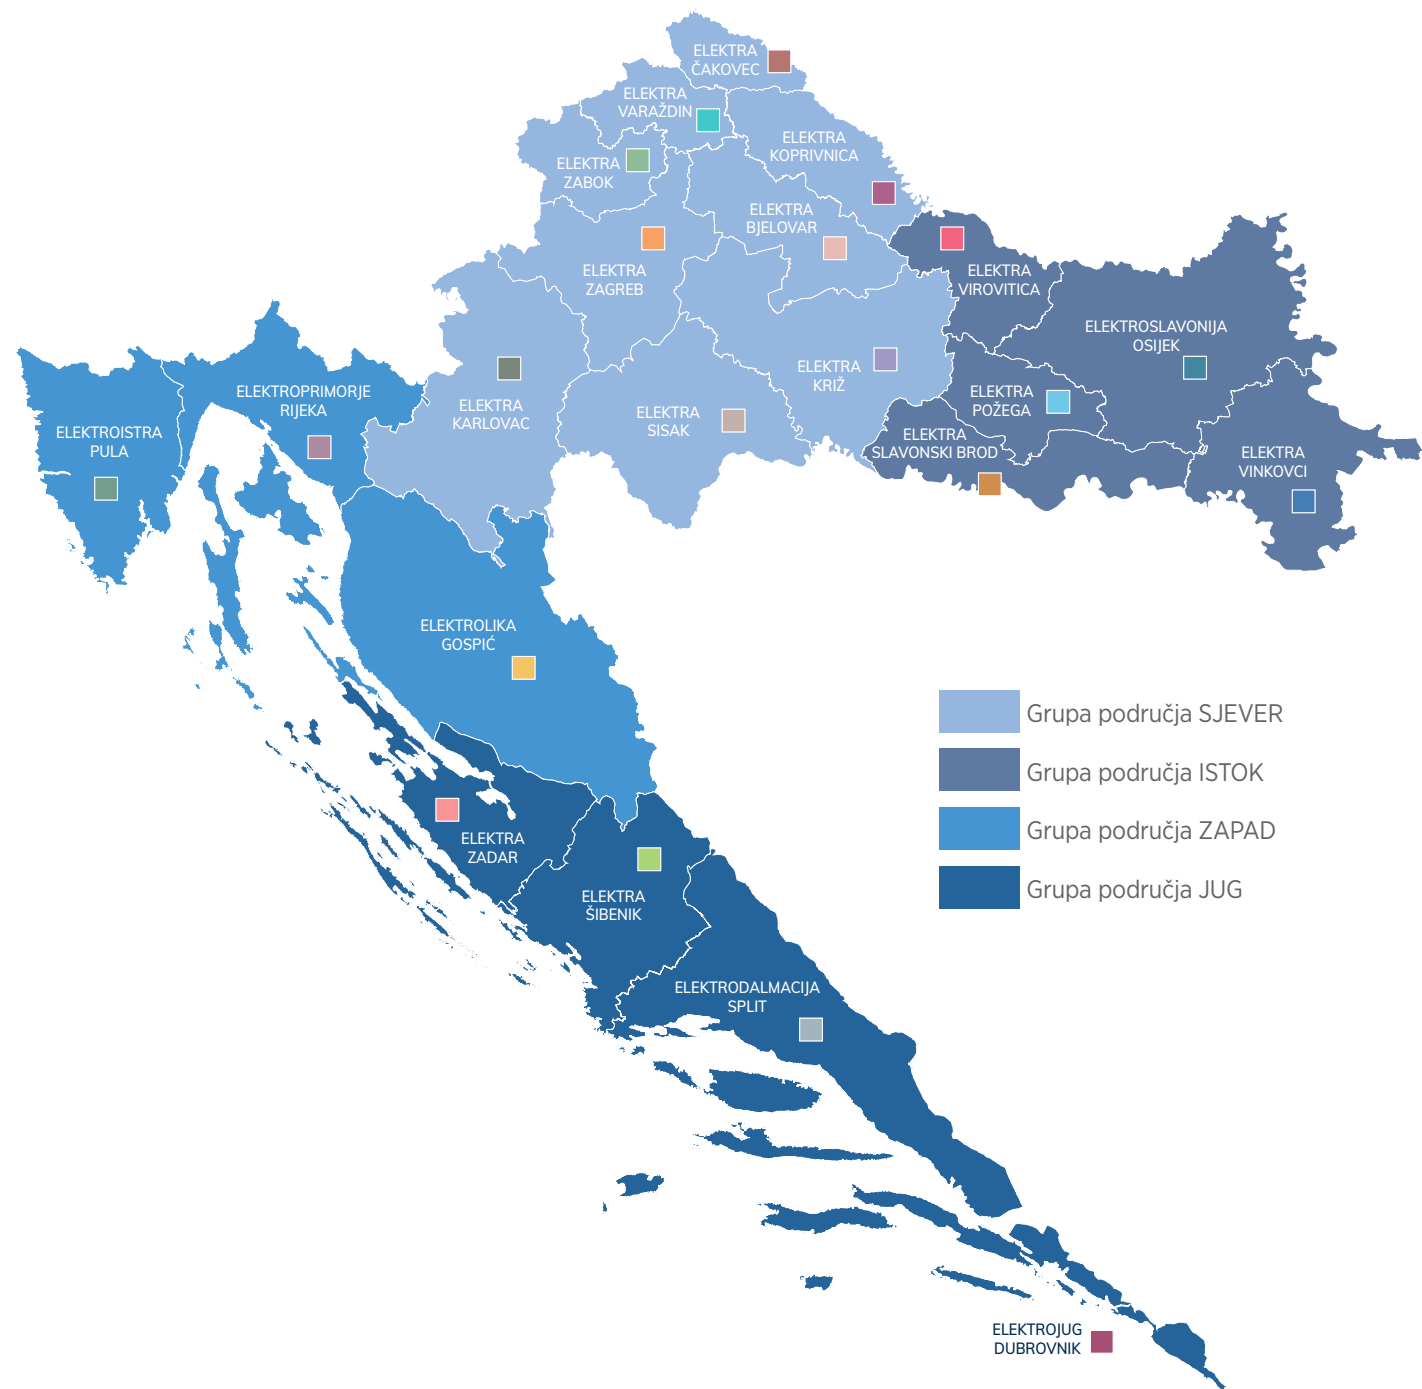 ELEKTRA
ČAKOVEC
ELEKTRA
VARAŽDIN
ELEKTRA
KOPRIVNICA
ELEKTRA
ZABOK
ELEKTRA
BJELOVAR
ELEKTRA
ZAGREB
ELEKTRA
VIROVITICA
ELEKTROSLAVONIJA
OSIJEK
ELEKTRA
KRIŽ
ELEKTROPRIMORJE
RIJEKA
ELEKTRA
POŽEGA
ELEKTRA
KARLOVAC
ELEKTRA
SISAK
ELEKTROISTRA
PULA
ELEKTRA
SLAVONSKI BROD
ELEKTRA
VINKOVCI
ELEKTROLIKA
GOSPIĆ
Grupa područja SJEVER
Grupa područja ISTOK
Grupa područja ZAPAD
Grupa područja JUG
ELEKTRA
ZADAR
ELEKTRA
ŠIBENIK
ELEKTRODALMACIJA
SPLIT
ELEKTROJUG
DUBROVNIK